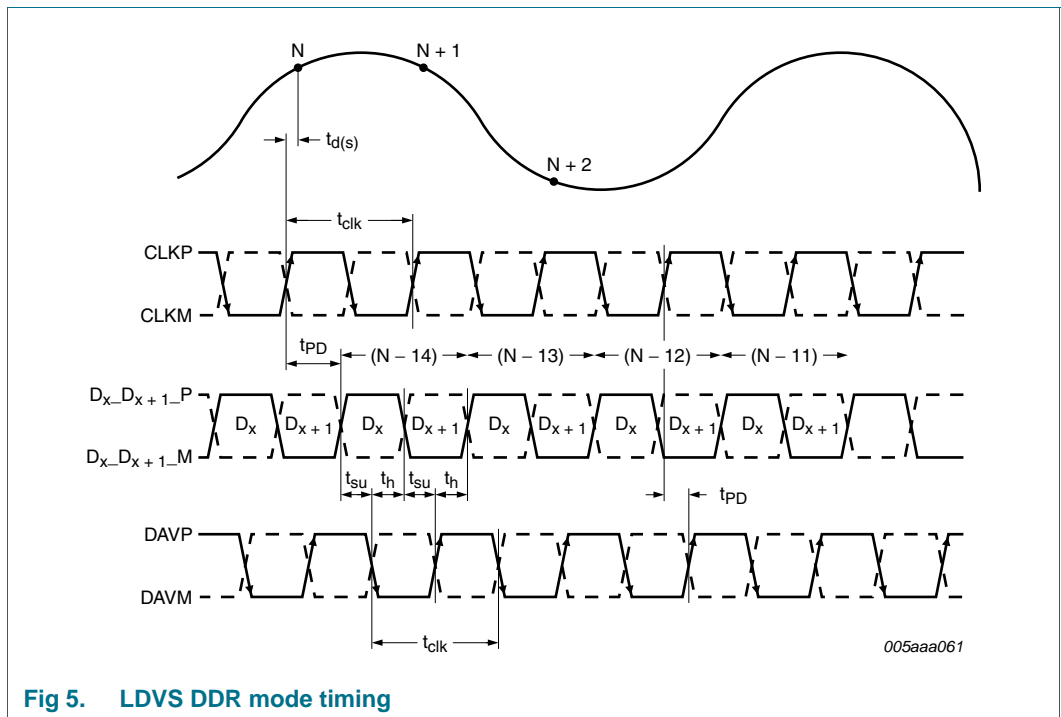 N
N + 1
t_d(s)
N + 2
t_clk
CLKP
CLKM
t_PD
(N − 14)
(N − 13)
(N − 12)
(N − 11)
D_x_D_x + 1_P
D_x
D_x + 1
D_x
D_x + 1
D_x
D_x + 1
D_x
D_x + 1
D_x
D_x + 1
D_x_D_x + 1_M
t_su
t_h
t_su
t_h
t_PD
DAVP
DAVM
t_clk
005aaa061
Fig 5. LDVS DDR mode timing